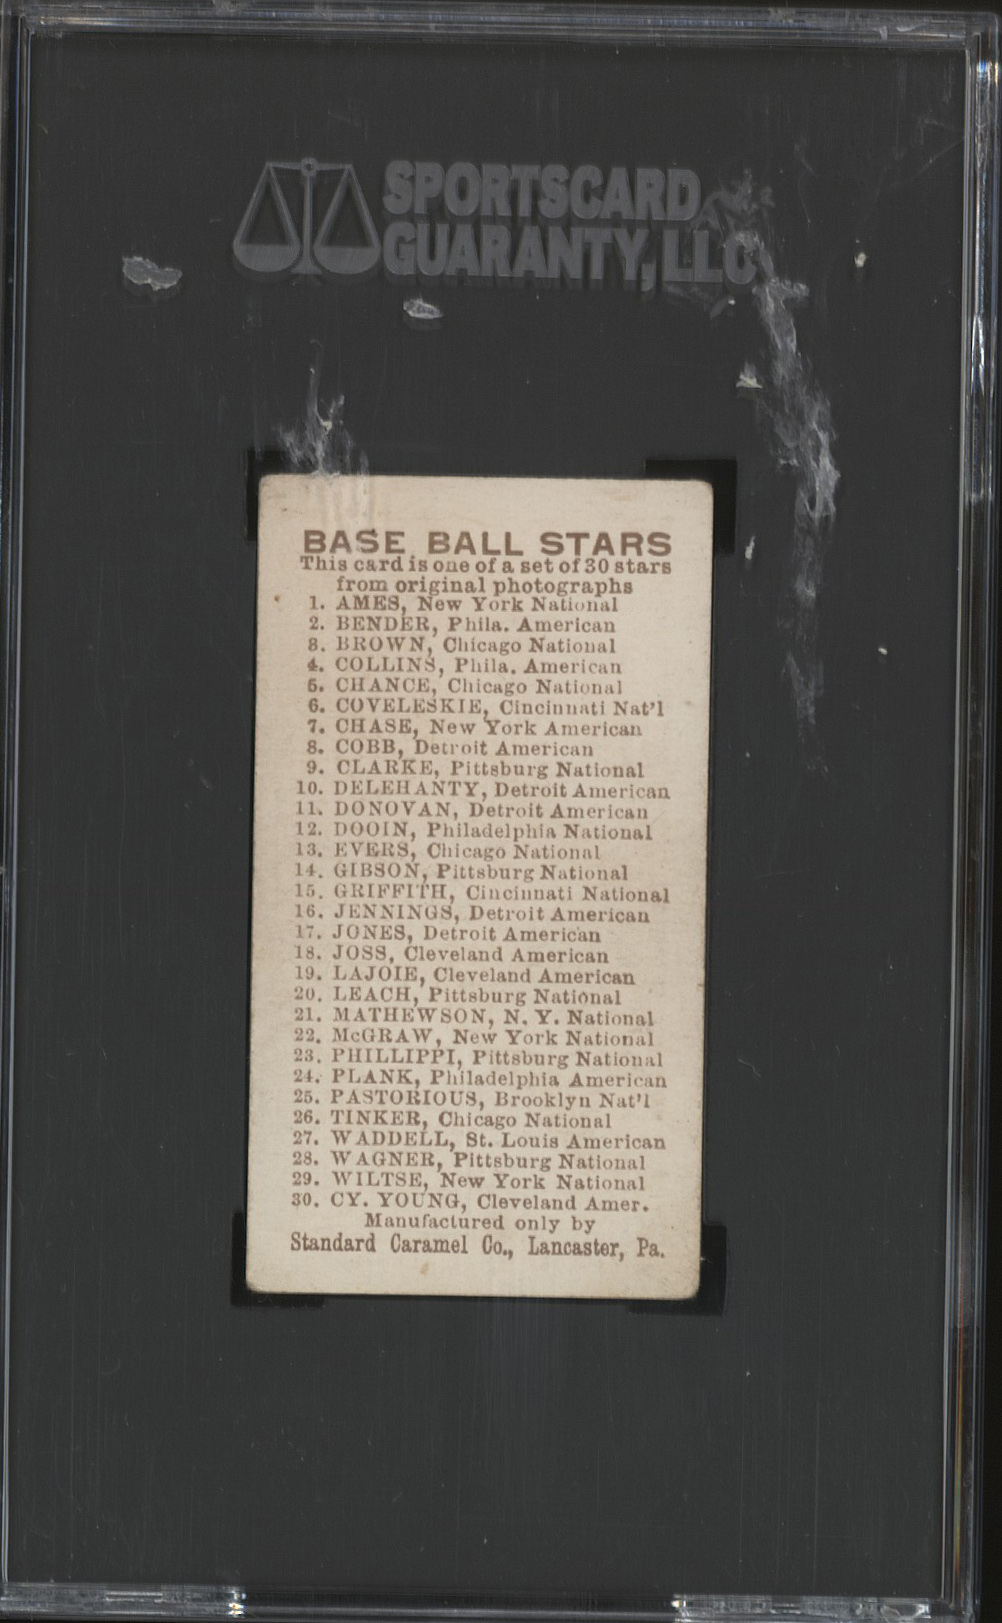 SPORTSCARD
GUARANTY, LLC
BASE BALL STARS
This card is one of a set of 30 stars
from original photographs
1. AMES, New York National
2. BENDER, Phila. American
3. BROWN, Chicago National
4. COLLINS, Phila. American
5. CHANCE, Chicago National
6. COVELESKIE, Cincinnati Nat'l
7. CHASE, New York American
8. COBB, Detroit American
9. CLARKE, Pittsburg National
10. DELEHANTY, Detroit American
11. DONOVAN, Detroit American
12. DOOIN, Philadelphia National
13. EVERS, Chicago National
14. GIBSON, Pittsburg National
15. GRIFFITH, Cincinnati National
16. JENNINGS, Detroit American
17. JONES, Detroit American
18. JOSS, Cleveland American
19. LAJOIE, Cleveland American
20. LEACH, Pittsburg National
21. MATHEWSON, N. Y. National
22. McGRAW, New York National
23. PHILLIPPI, Pittsburg National
24. PLANK, Philadelphia American
25. PASTORIOUS, Brooklyn Nat'l
26. TINKER, Chicago National
27. WADDELL, St. Louis American
28. WAGNER, Pittsburg National
29. WILTSE, New York National
30. CY. YOUNG, Cleveland Amer.
Manufactured only by
Standard Caramel Co., Lancaster, Pa.